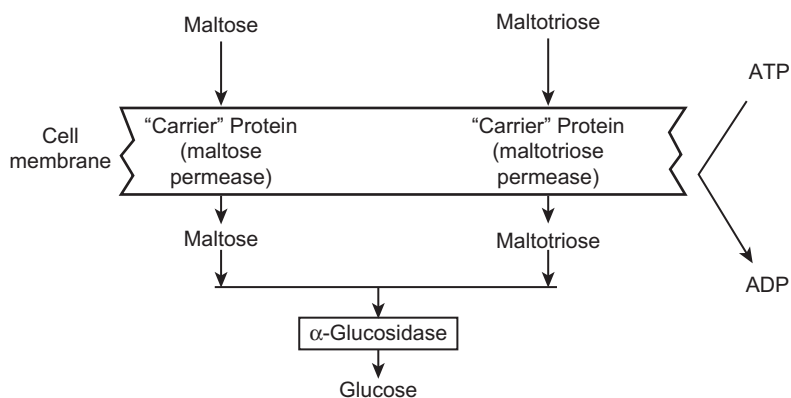 Maltose
Maltotriose
ATP
Cell
membrane
“Carrier” Protein
(maltose
permease)
“Carrier” Protein
(maltotriose
permease)
Maltose
Maltotriose
ADP
α-Glucosidase
Glucose